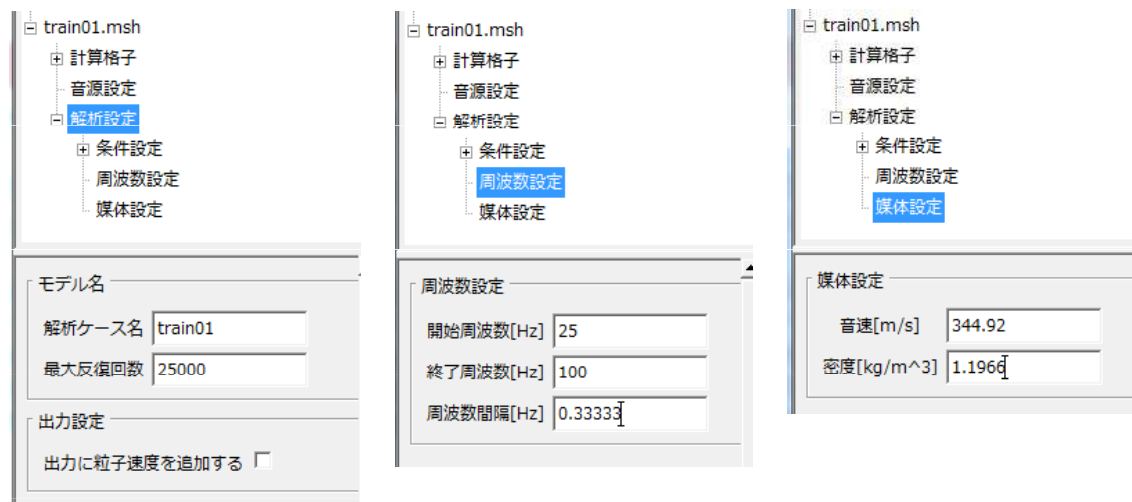 train01.msh
計算格子
音源設定
解析設定
条件設定
周波数設定
媒体設定
モデル名
解析ケース名 train01
最大反復回数 25000
出力設定
出力に粒子速度を追加する
train01.msh
計算格子
音源設定
解析設定
条件設定
周波数設定
媒体設定
周波数設定
開始周波数[Hz] 25
終了周波数[Hz] 100
周波数間隔[Hz] 0.33333
train01.msh
計算格子
音源設定
解析設定
条件設定
周波数設定
媒体設定
媒体設定
音速[m/s] 344.92
密度[kg/m^3] 1.1966